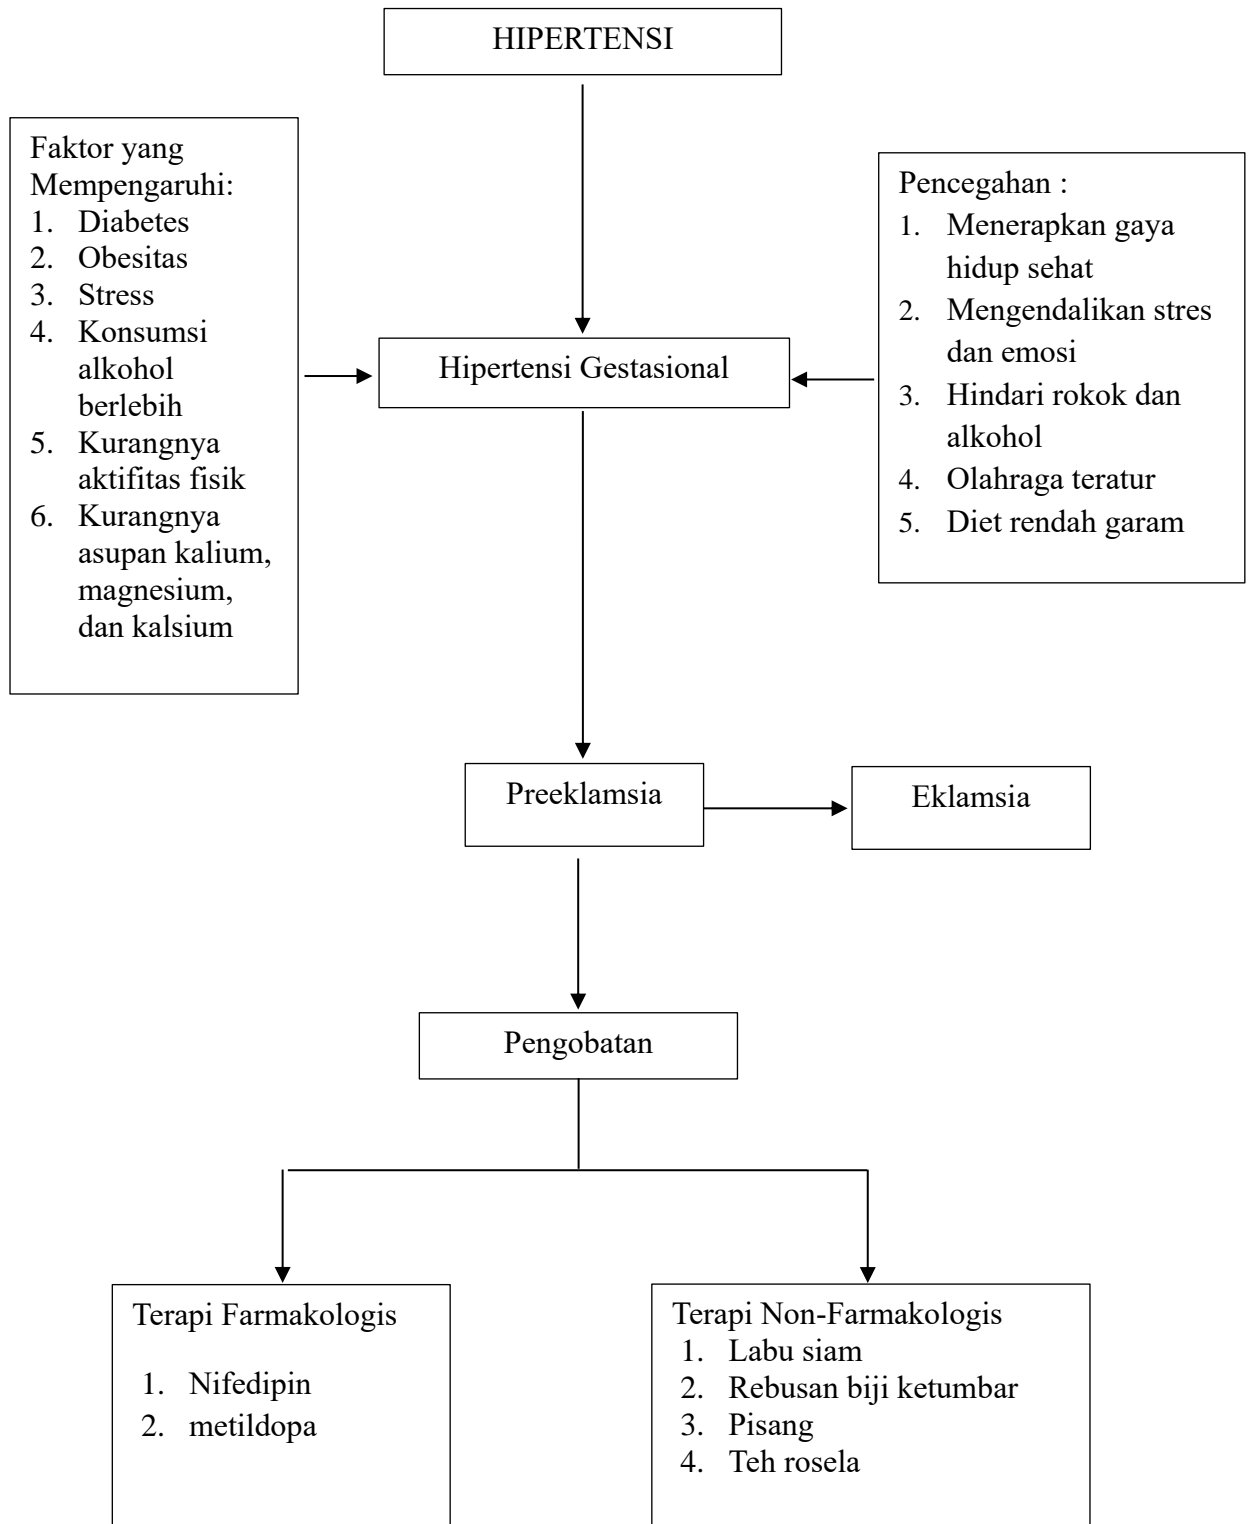 HIPERTENSI
Faktor yang
Mempengaruhi:
1. Diabetes
2. Obesitas
3. Stress
4. Konsumsi
alkohol
berlebih
5. Kurangnya
aktifitas fisik
6. Kurangnya
asupan kalium,
magnesium,
dan kalsium
Hipertensi Gestasional
Pencegahan :
1. Menerapkan gaya
hidup sehat
2. Mengendalikan stres
dan emosi
3. Hindari rokok dan
alkohol
4. Olahraga teratur
5. Diet rendah garam
Preeklamsia
Eklamsia
Pengobatan
Terapi Farmakologis
1. Nifedipin
2. metildopa
Terapi Non-Farmakologis
1. Labu siam
2. Rebusan biji ketumbar
3. Pisang
4. Teh rosela